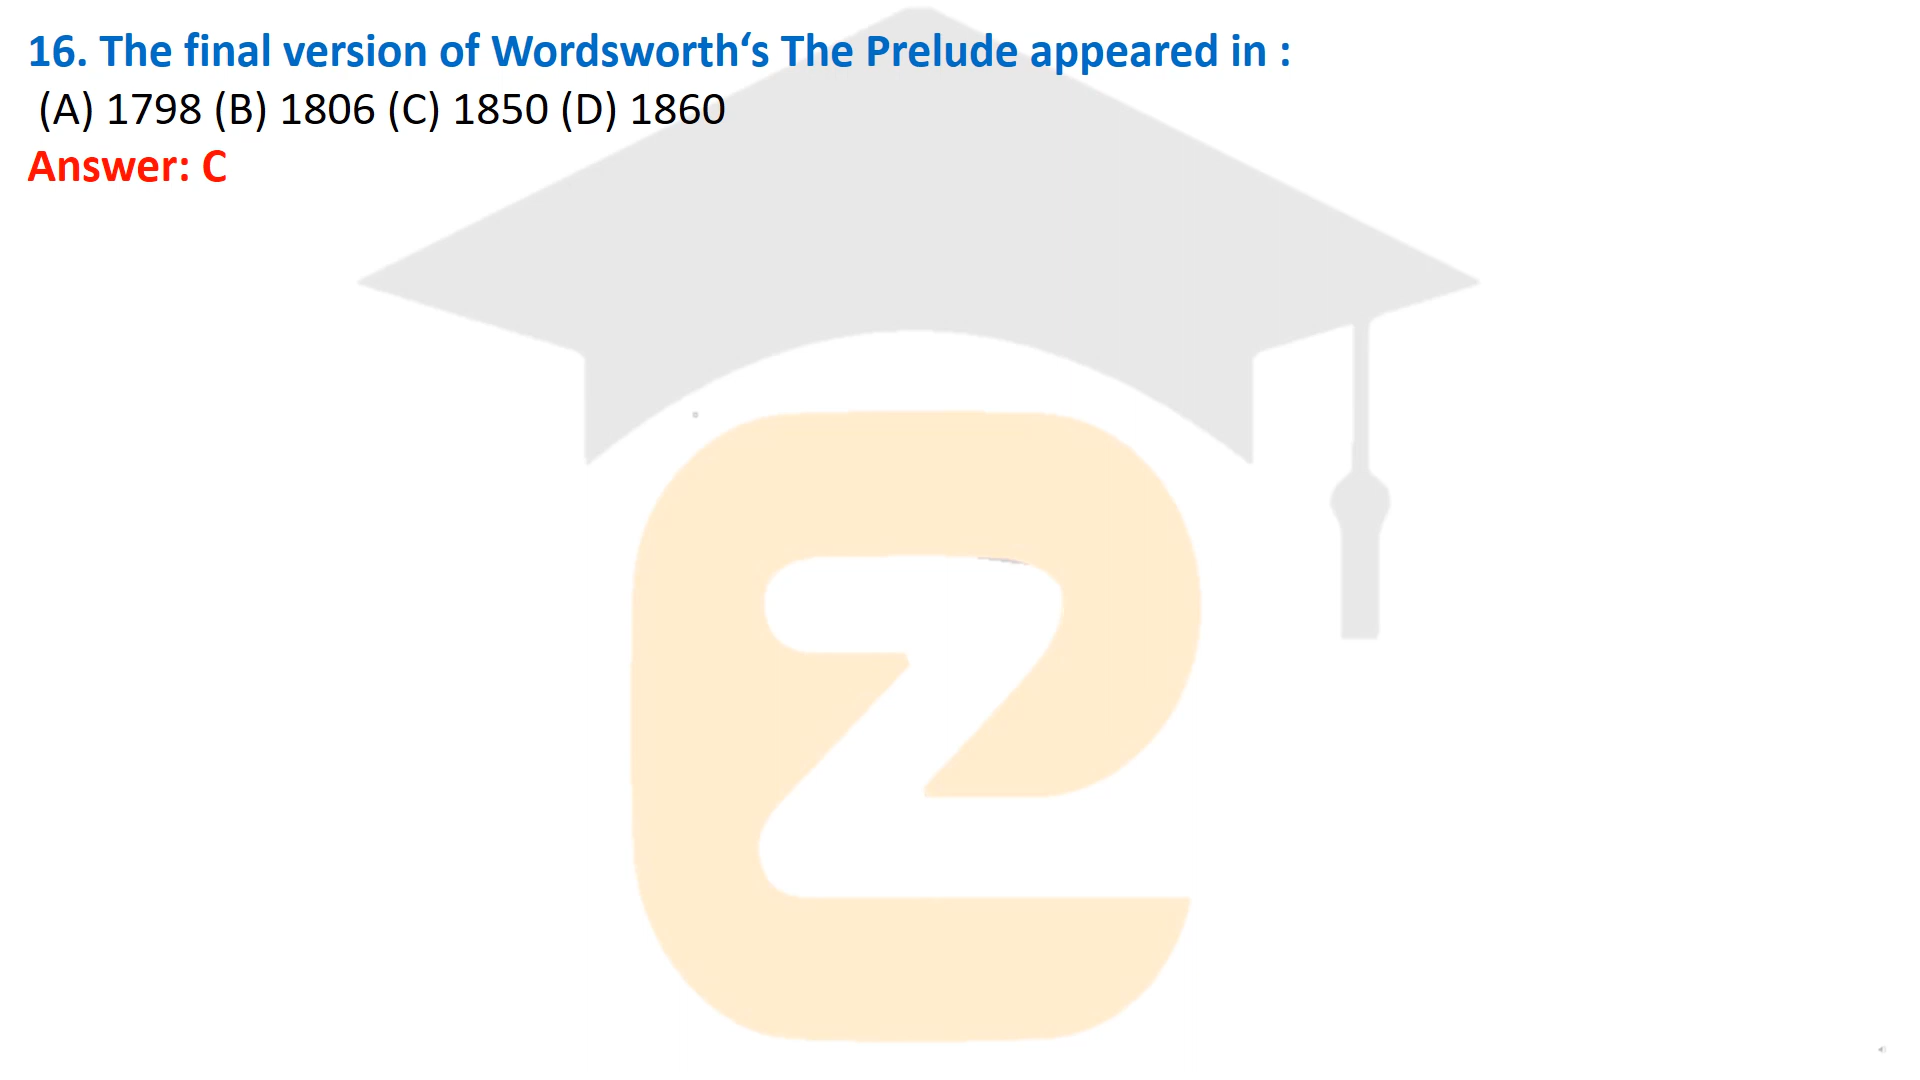 16. The final version of Wordsworth‘s The Prelude appeared in :
(A) 1798 (B) 1806 (C) 1850 (D) 1860
Answer: C